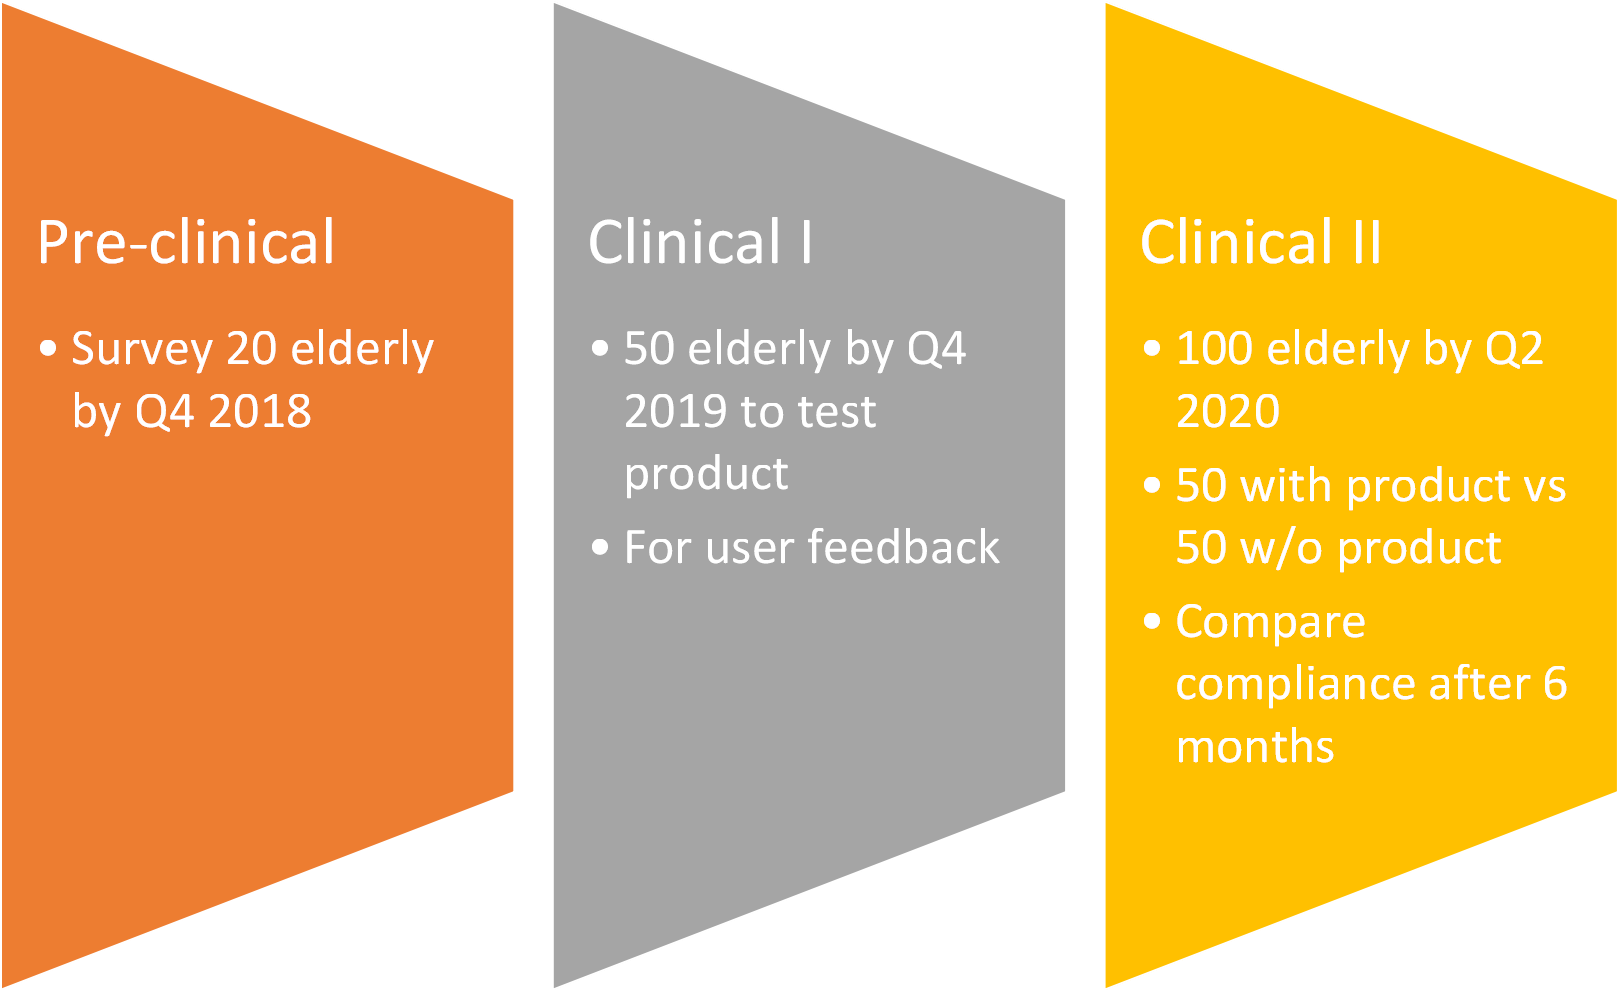 Pre-clinical
• Survey 20 elderly
by Q4 2018
Clinical I
• 50 elderly by Q4
2019 to test
product
• For user feedback
Clinical II
• 100 elderly by Q2
2020
• 50 with product vs
50 w/o product
• Compare
compliance after 6
months